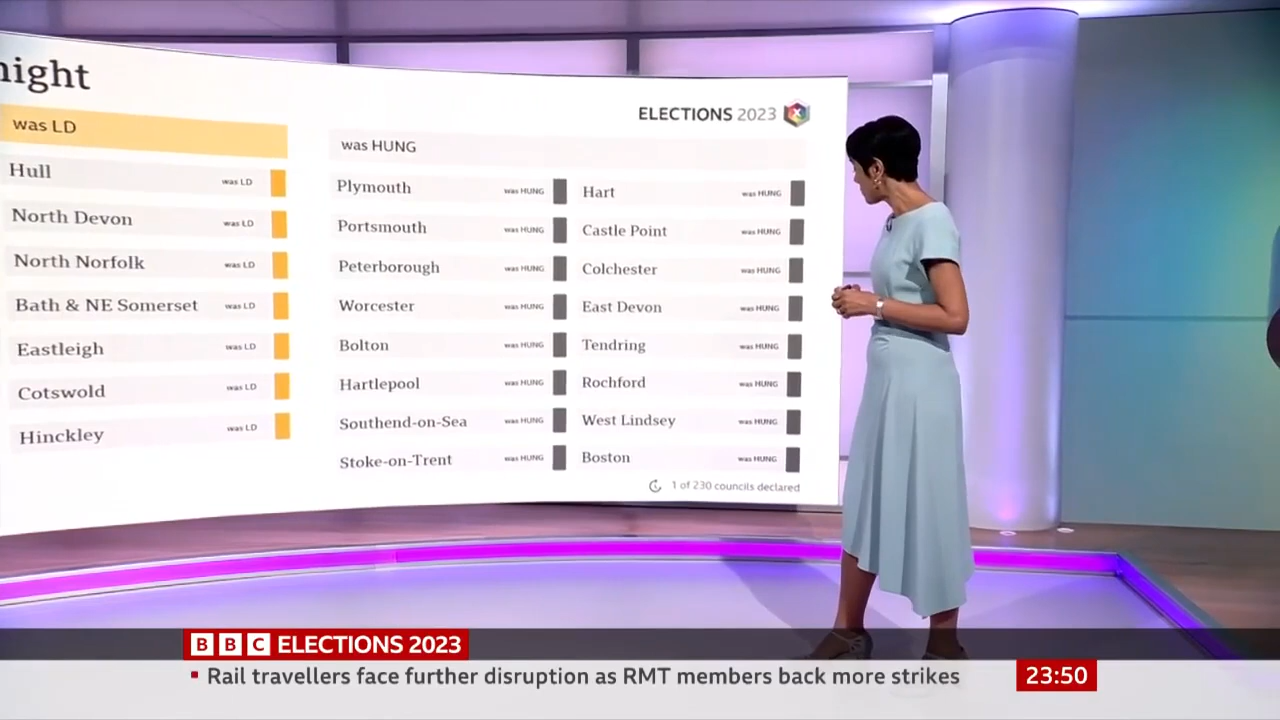 night
ELECTIONS 2023
was LD
Hull was LD
North Devon was LD
North Norfolk was LD
Bath & NE Somerset was LD
Eastleigh was LD
Cotswold was LD
Hinckley was LD
was HUNG
Plymouth was HUNG
Portsmouth was HUNG
Peterborough was HUNG
Worcester was HUNG
Bolton was HUNG
Hartlepool was HUNG
Southend-on-Sea was HUNG
Stoke-on-Trent was HUNG
Hart was HUNG
Castle Point was HUNG
Colchester was HUNG
East Devon was HUNG
Tendring was HUNG
Rochford was HUNG
West Lindsey was HUNG
Boston was HUNG
1 of 230 councils declared
BBC ELECTIONS 2023
Rail travellers face further disruption as RMT members back more strikes
23:50